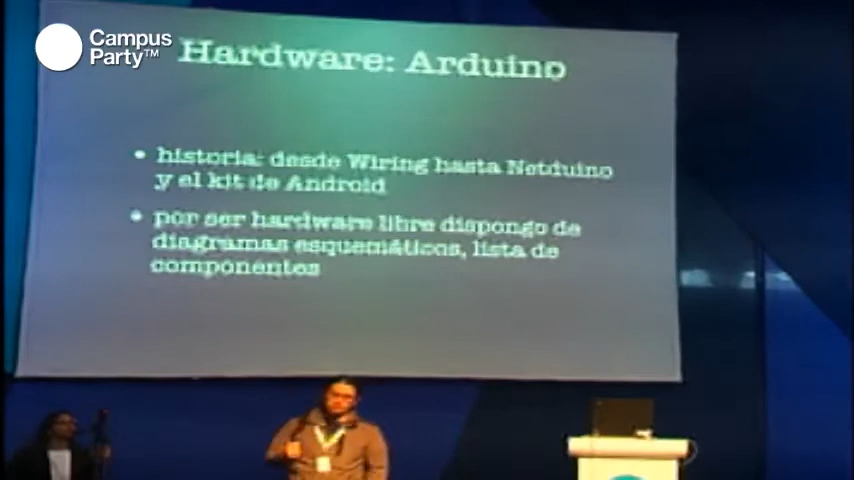 Campus
Party™
Hardware: Arduino
• historia: desde Wiring hasta Netduino
y el kit de Android
• por ser hardware libre dispongo de
diagramas esquemáticos, lista de
componentes